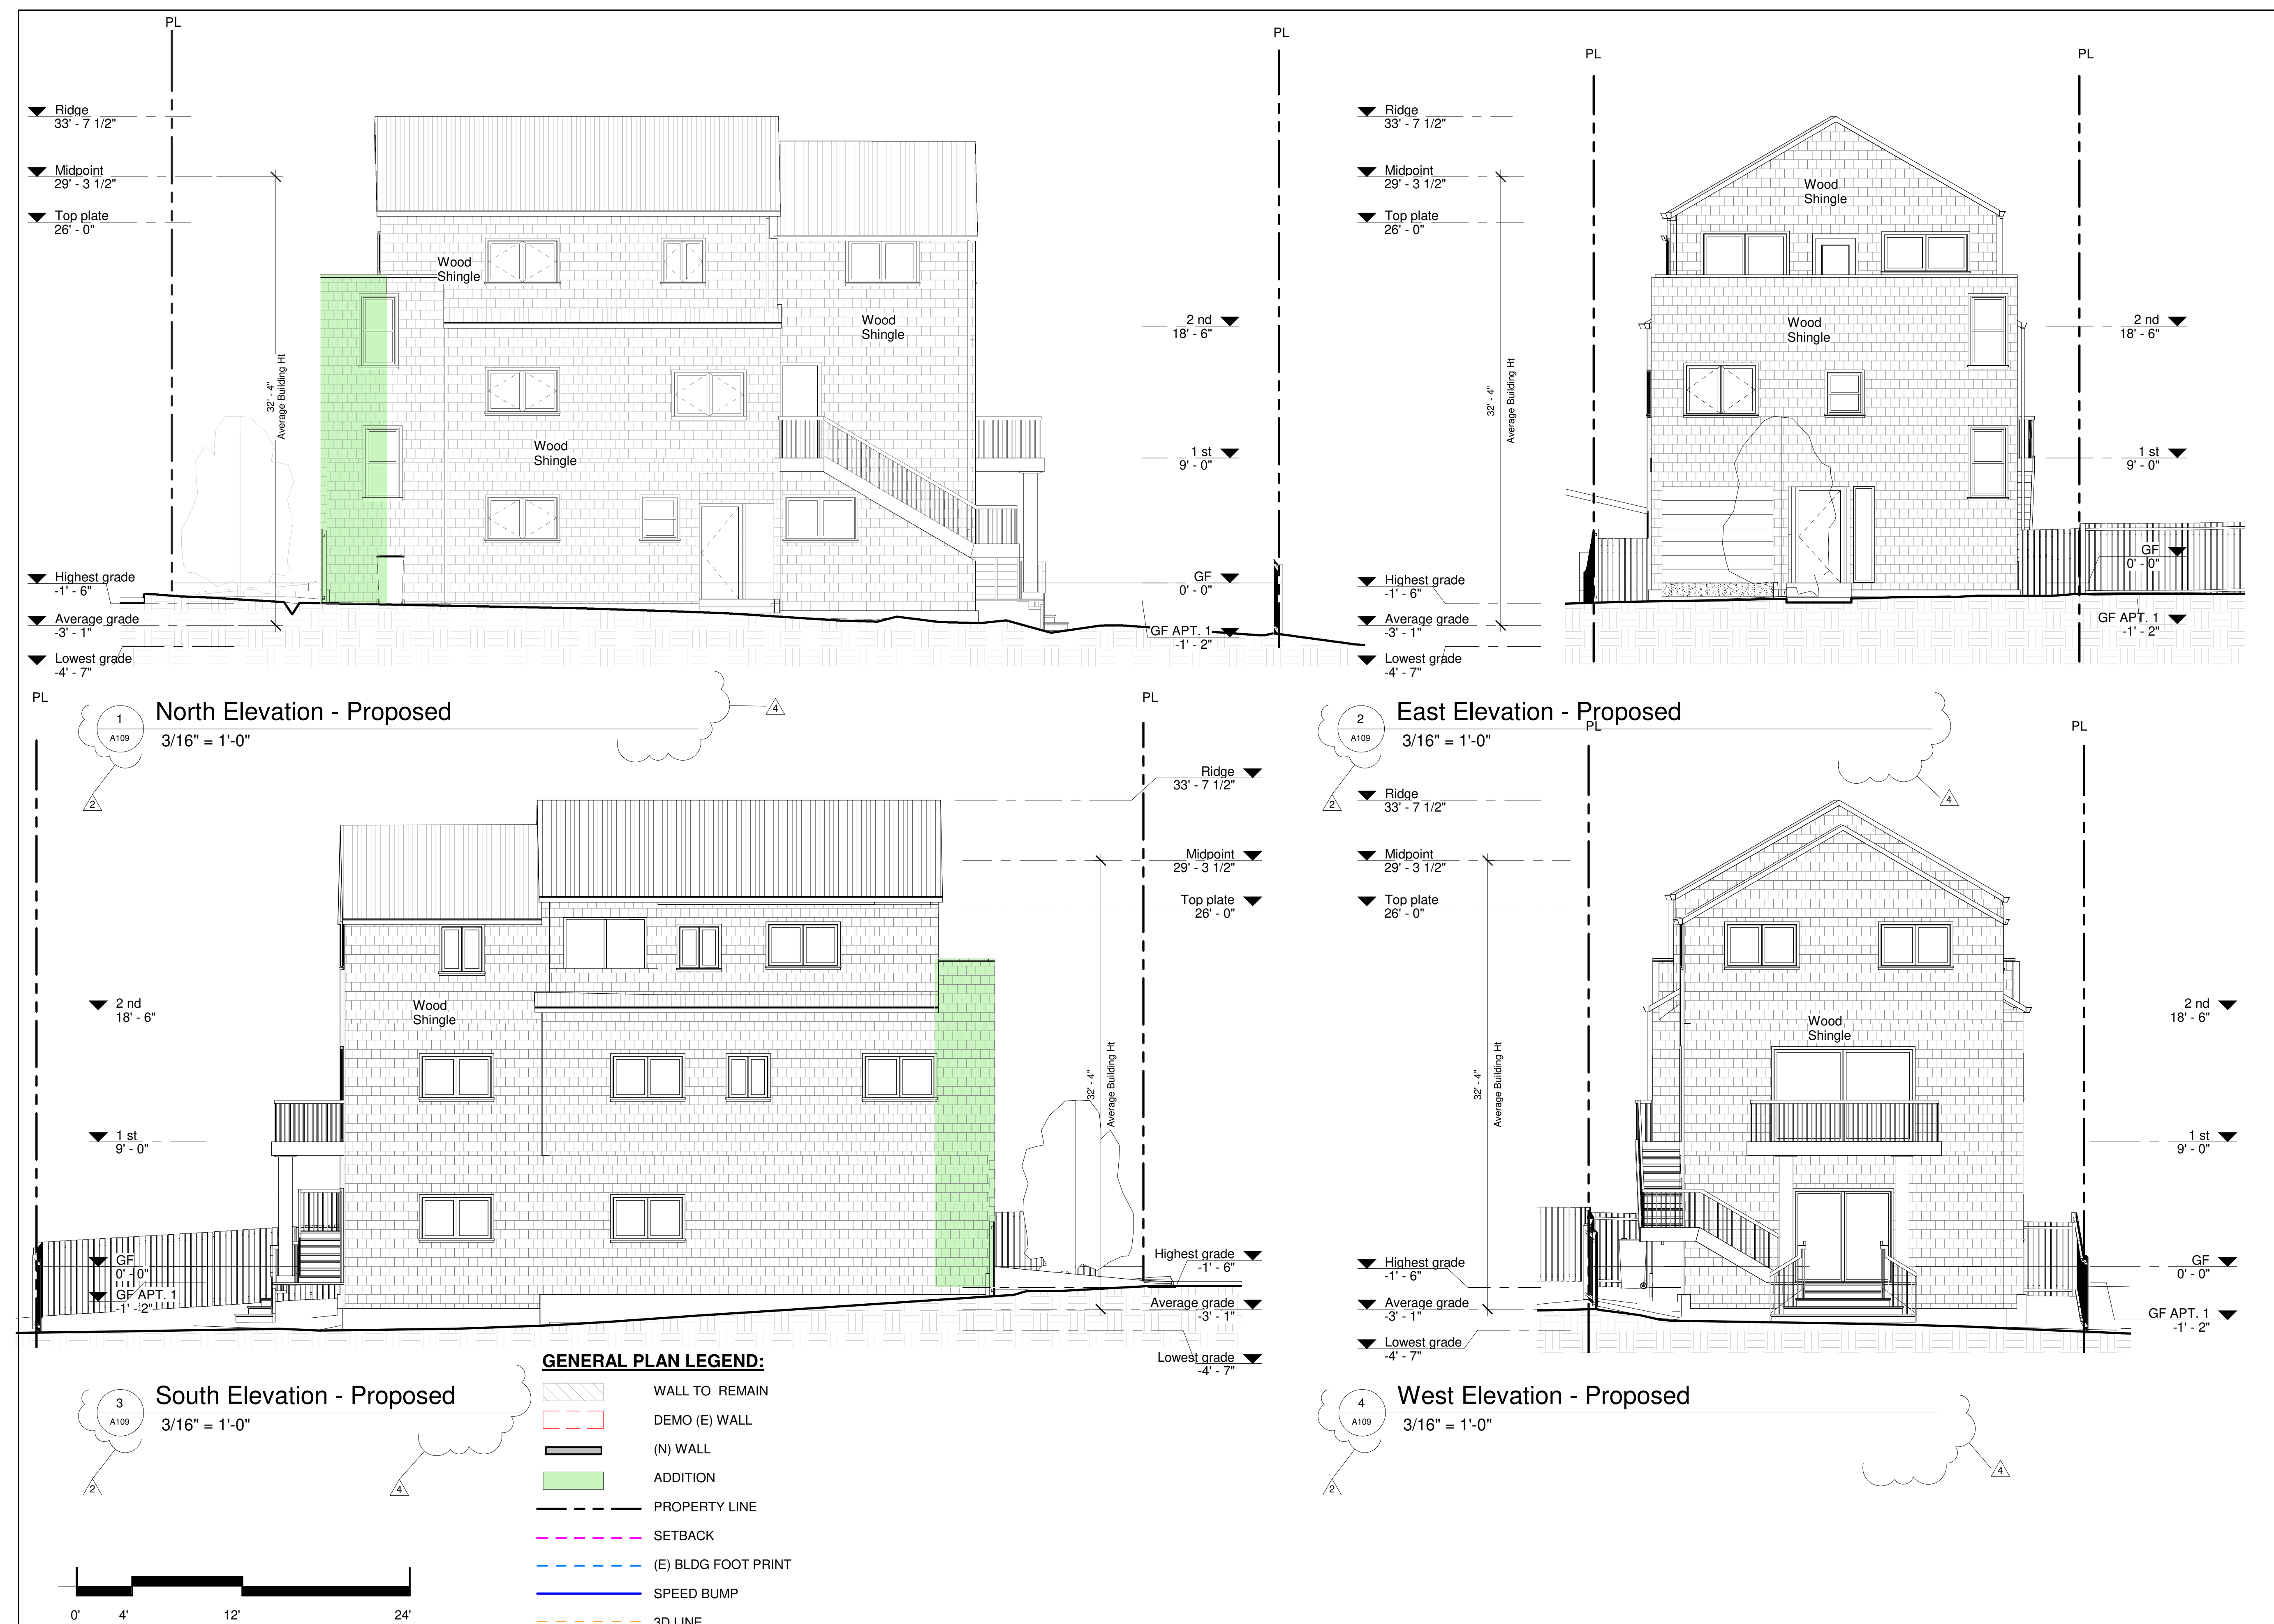 PL
PL
Ridge
33' - 7 1/2"
Midpoint
29' - 3 1/2"
Top plate
26' - 0"
Wood
Shingle
Wood
Shingle
Wood
Shingle
32' - 4"
Average Building Ht
2 nd
18' - 6"
1 st
9' - 0"
GF
0' - 0"
GF APT. 1
-1' - 2"
Highest grade
-1' - 6"
Average grade
-3' - 1"
Lowest grade
-4' - 7"
1
A109
North Elevation - Proposed
3/16" = 1'-0"
2
4
PL
PL
Ridge
33' - 7 1/2"
Midpoint
29' - 3 1/2"
Top plate
26' - 0"
Wood
Shingle
Wood
Shingle
32' - 4"
Average Building Ht
2 nd
18' - 6"
1 st
9' - 0"
GF
0' - 0"
GF APT. 1
-1' - 2"
Highest grade
-1' - 6"
Average grade
-3' - 1"
Lowest grade
-4' - 7"
2
A109
East Elevation - Proposed
3/16" = 1'-0"
2
4
PL
PL
Ridge
33' - 7 1/2"
Midpoint
29' - 3 1/2"
Top plate
26' - 0"
2 nd
18' - 6"
Wood
Shingle
1 st
9' - 0"
32' - 4"
Average Building Ht
GF
0' - 0"
GF APT. 1
-1' - 2"
Highest grade
-1' - 6"
Average grade
-3' - 1"
Lowest grade
-4' - 7"
3
A109
South Elevation - Proposed
3/16" = 1'-0"
2
4
PL
PL
Ridge
33' - 7 1/2"
Midpoint
29' - 3 1/2"
Top plate
26' - 0"
Wood
Shingle
32' - 4"
Average Building Ht
2 nd
18' - 6"
1 st
9' - 0"
GF
0' - 0"
GF APT. 1
-1' - 2"
Highest grade
-1' - 6"
Average grade
-3' - 1"
Lowest grade
-4' - 7"
4
A109
West Elevation - Proposed
3/16" = 1'-0"
2
4
GENERAL PLAN LEGEND:
WALL TO REMAIN
DEMO (E) WALL
(N) WALL
ADDITION
PROPERTY LINE
SETBACK
(E) BLDG FOOT PRINT
SPEED BUMP
3D LINE
0' 4' 12' 24'